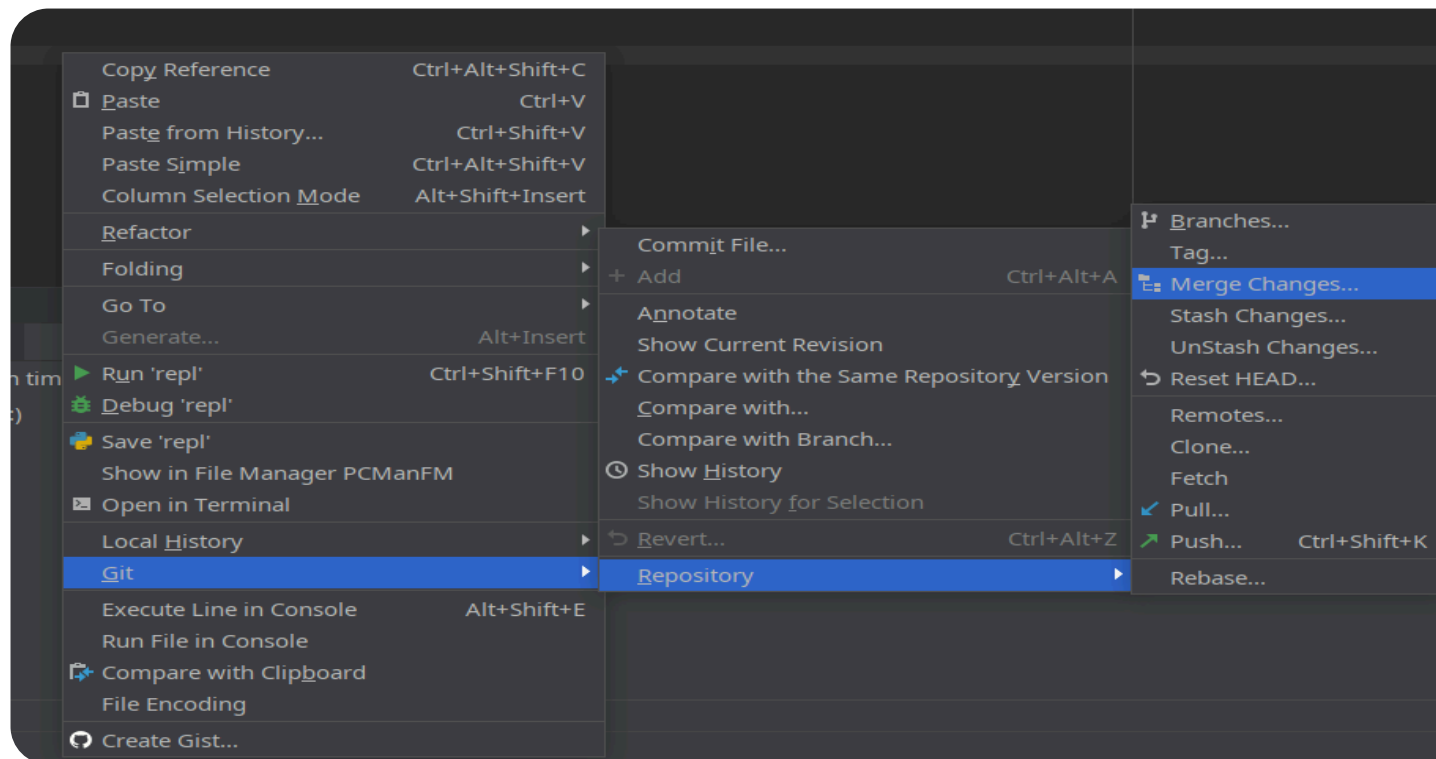 Copy Reference Ctrl+Alt+Shift+C
Paste Ctrl+V
Paste from History... Ctrl+Shift+V
Paste Simple Ctrl+Alt+Shift+V
Column Selection Mode Alt+Shift+Insert
Refactor
Folding
Go To
Generate... Alt+Insert
Run 'repl' Ctrl+Shift+F10
Debug 'repl'
Save 'repl'
Show in File Manager PCManFM
Open in Terminal
Local History
Git
Execute Line in Console Alt+Shift+E
Run File in Console
Compare with Clipboard
File Encoding
Create Gist...
Commit File...
Add Ctrl+Alt+A
Annotate
Show Current Revision
Compare with the Same Repository Version
Compare with...
Compare with Branch...
Show History
Show History for Selection
Revert... Ctrl+Alt+Z
Repository
Branches...
Tag...
Merge Changes...
Stash Changes...
UnStash Changes...
Reset HEAD...
Remotes...
Clone...
Fetch
Pull...
Push... Ctrl+Shift+K
Rebase...